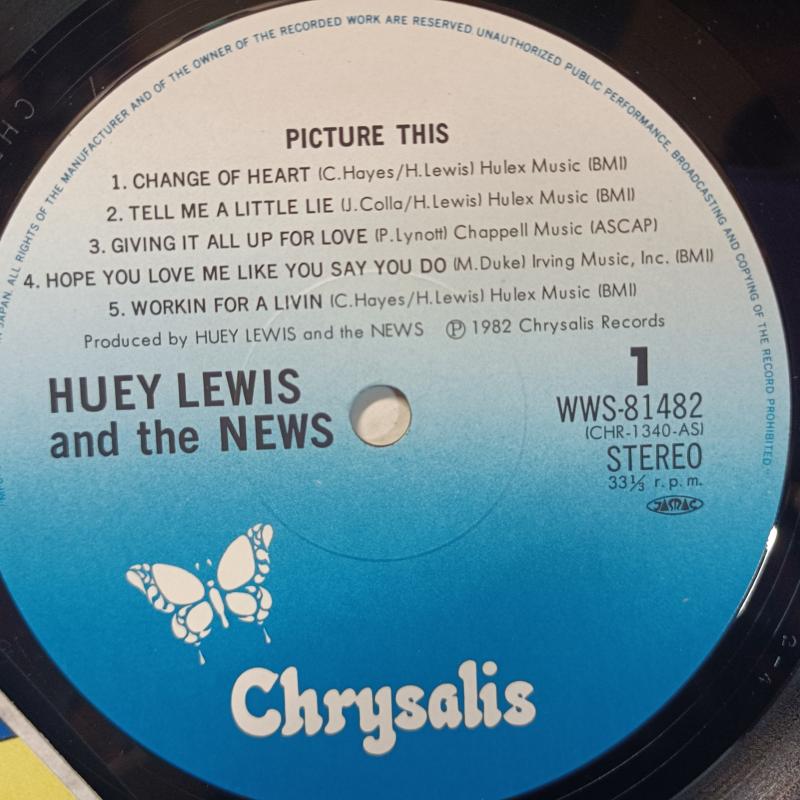 JAPAN. ALL RIGHTS OF THE MANUFACTURER AND OF THE OWNER OF THE RECORDED WORK ARE RESERVED. UNAUTHORIZED PUBLIC PERFORMANCE, BROADCASTING AND COPYING OF THE RECORD PROHIBITED.
PICTURE THIS
1. CHANGE OF HEART (C.Hayes/H.Lewis) Hulex Music (BMI)
2. TELL ME A LITTLE LIE (J.Colla/H.Lewis) Hulex Music (BMI)
3. GIVING IT ALL UP FOR LOVE (P.Lynott) Chappell Music (ASCAP)
4. HOPE YOU LOVE ME LIKE YOU SAY YOU DO (M.Duke) Irving Music, Inc. (BMI)
5. WORKIN FOR A LIVIN (C.Hayes/H.Lewis) Hulex Music (BMI)
Produced by HUEY LEWIS and the NEWS ℗ 1982 Chrysalis Records
HUEY LEWIS
and the NEWS
1
WWS-81482
(CHR-1340-AS)
STEREO
33⅓ r.p.m.
JASRAC
Chrysalis